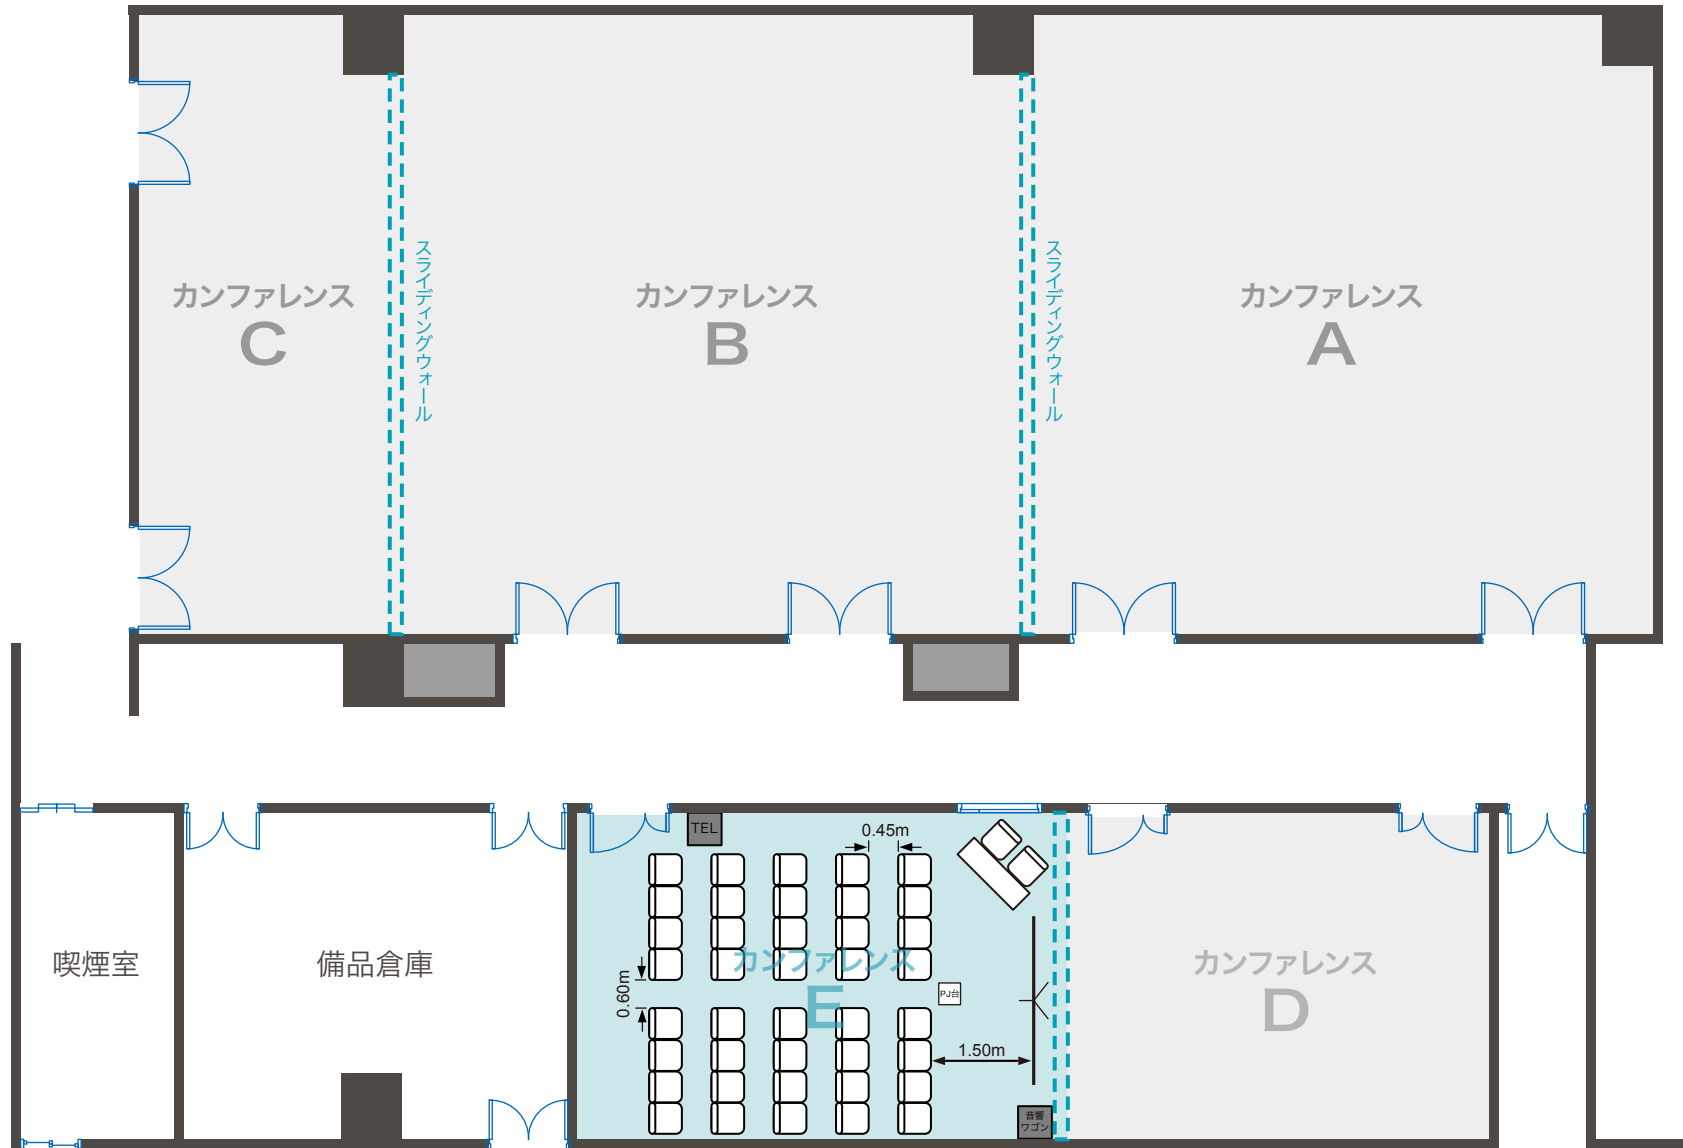 カンファレンス
C
スライディングウォール
カンファレンス
B
スライディングウォール
カンファレンス
A
TEL
0.45m
喫煙室
備品倉庫
0.60m
カンファレンス
E
PJ台
1.50m
音響
ワゴン
カンファレンス
D